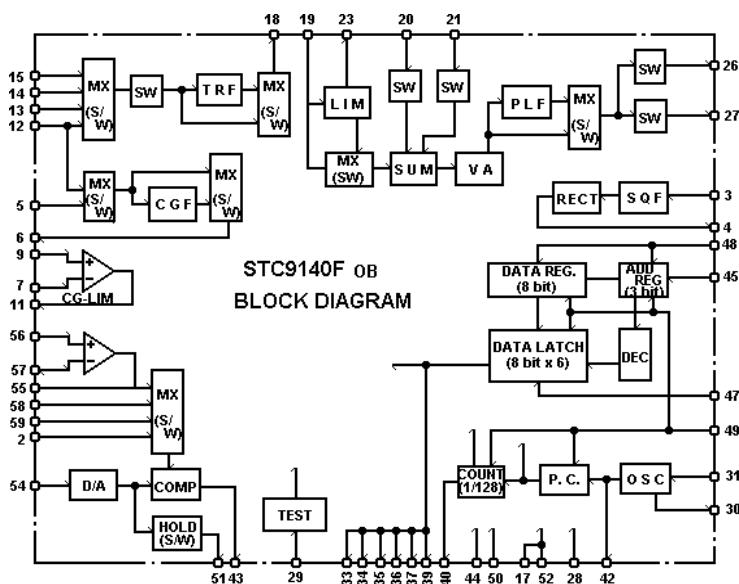 18 19 23 20 21
15
14
13
12
MX
(S/W)
SW
TRF
MX
(S/W)
LIM
MX
(SW)
SW
SW
SUM
VA
PLF
MX
(S/W)
SW
SW
26
27
5
6
MX
(S/W)
CGF
MX
(S/W)
RECT
SQF
3
4
9
7
11
+
−
CG-LIM
STC9140F OB
BLOCK DIAGRAM
DATA REG.
(8 bit)
ADD
REG
(3 bit)
48
45
DATA LATCH
(8 bit x 6)
DEC
47
56
57
55
58
59
2
+
−
MX
(S/W)
49
54
D/A
COMP
HOLD
(S/W)
TEST
COUNT
(1/128)
P.C.
OSC
31
30
51 43 29 33 34 35 36 37 39 40 44 50 17 52 28 42